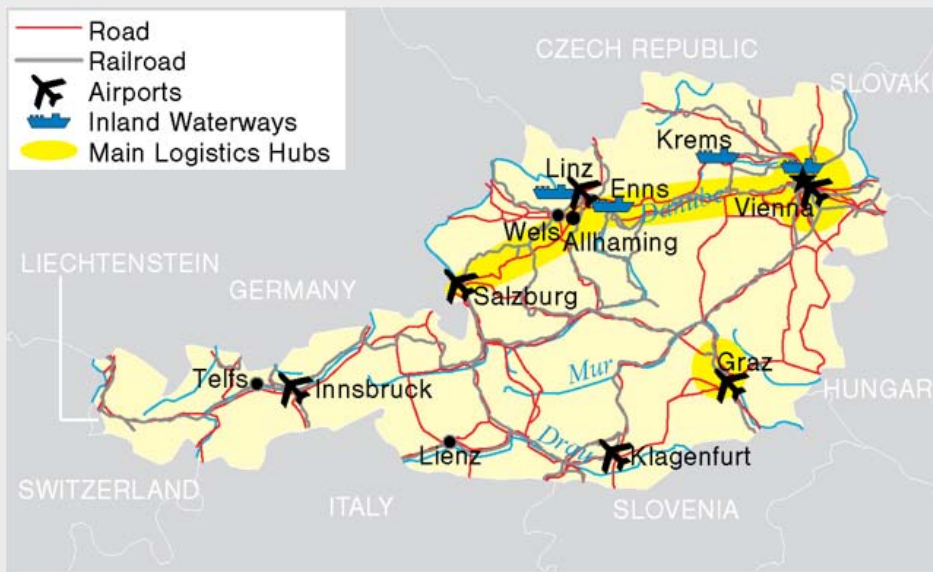 Road
Railroad
Airports
Inland Waterways
Main Logistics Hubs
CZECH REPUBLIC
SLOVAKI
Krems
Linz
Enns
Danube
Vienna
Wels
Allhaming
LIECHTENSTEIN
GERMANY
Salzburg
Graz
Mur
Telfs
Innsbruck
HUNGAR
Drau
Lienz
Klagenfurt
SWITZERLAND
ITALY
SLOVENIA